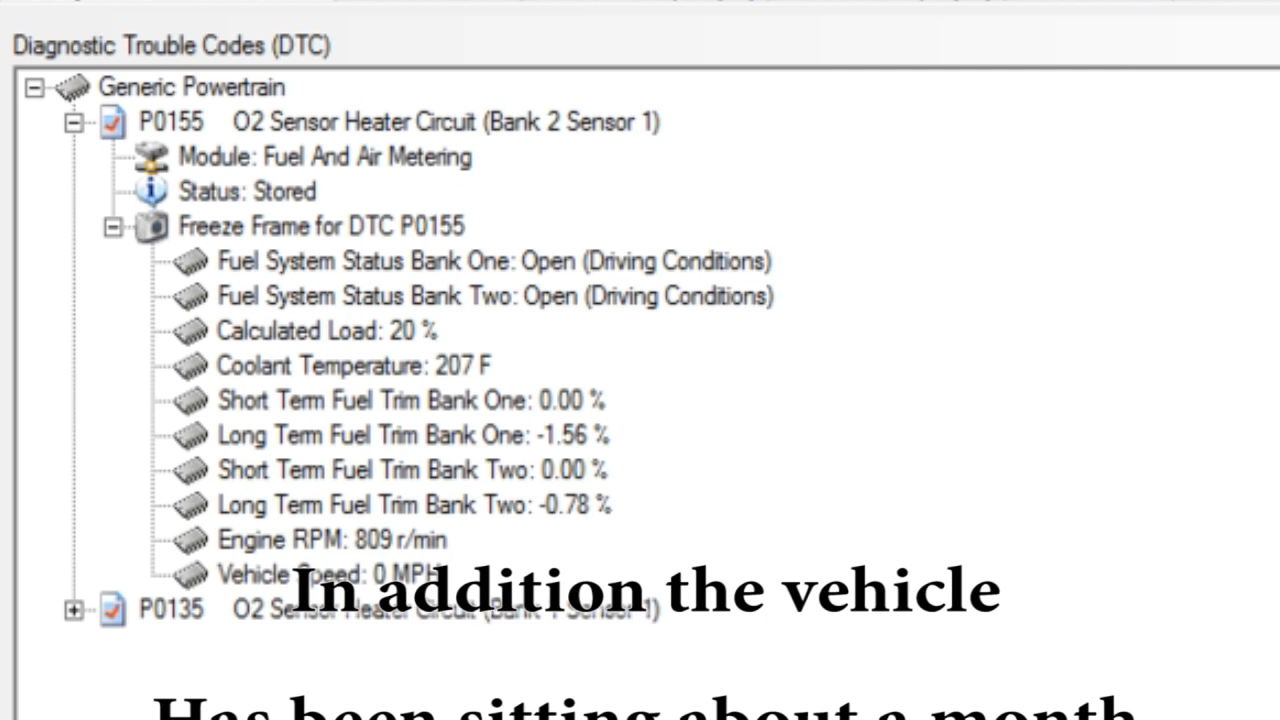 Diagnostic Trouble Codes (DTC)
Generic Powertrain
P0155 O2 Sensor Heater Circuit (Bank 2 Sensor 1)
Module: Fuel And Air Metering
Status: Stored
Freeze Frame for DTC P0155
Fuel System Status Bank One: Open (Driving Conditions)
Fuel System Status Bank Two: Open (Driving Conditions)
Calculated Load: 20 %
Coolant Temperature: 207 F
Short Term Fuel Trim Bank One: 0.00 %
Long Term Fuel Trim Bank One: -1.56 %
Short Term Fuel Trim Bank Two: 0.00 %
Long Term Fuel Trim Bank Two: -0.78 %
Engine RPM: 809 r/min
Vehicle Speed: 0 MPH
In addition the vehicle
P0135 O2 Sensor Heater Circuit (Bank 1 Sensor 1)
Has been sitting about a month